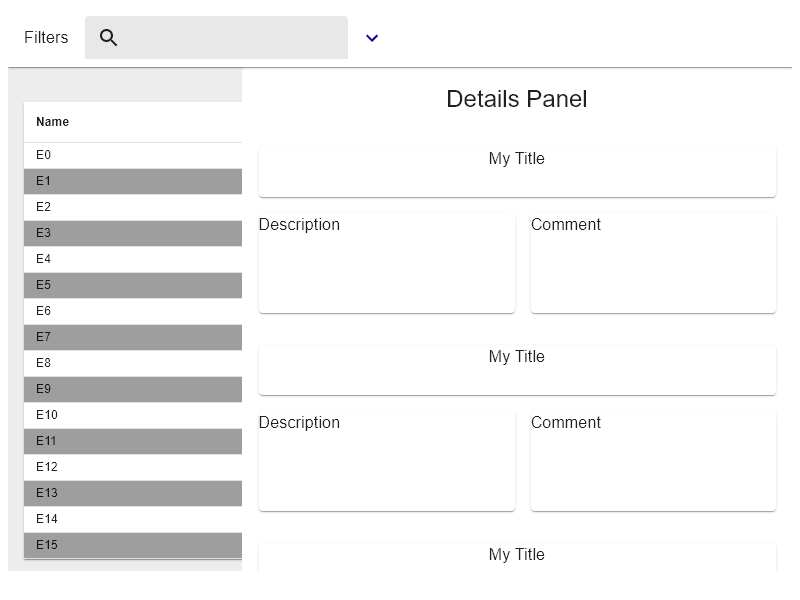 Filters
Details Panel
Name
E0
E1
E2
E3
E4
E5
E6
E7
E8
E9
E10
E11
E12
E13
E14
E15
My Title
Description
Comment
My Title
Description
Comment
My Title